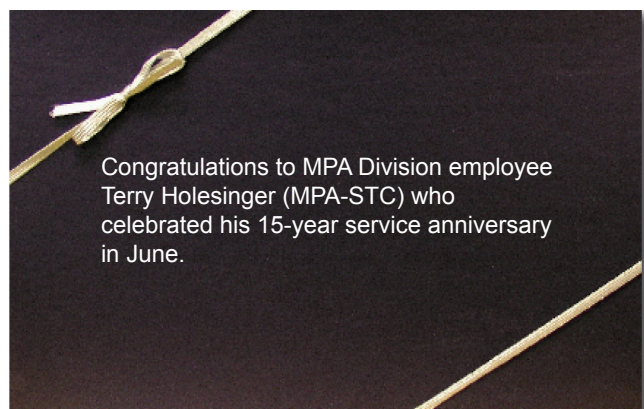 Congratulations to MPA Division employee
Terry Holesinger (MPA-STC) who
celebrated his 15-year service anniversary
in June.